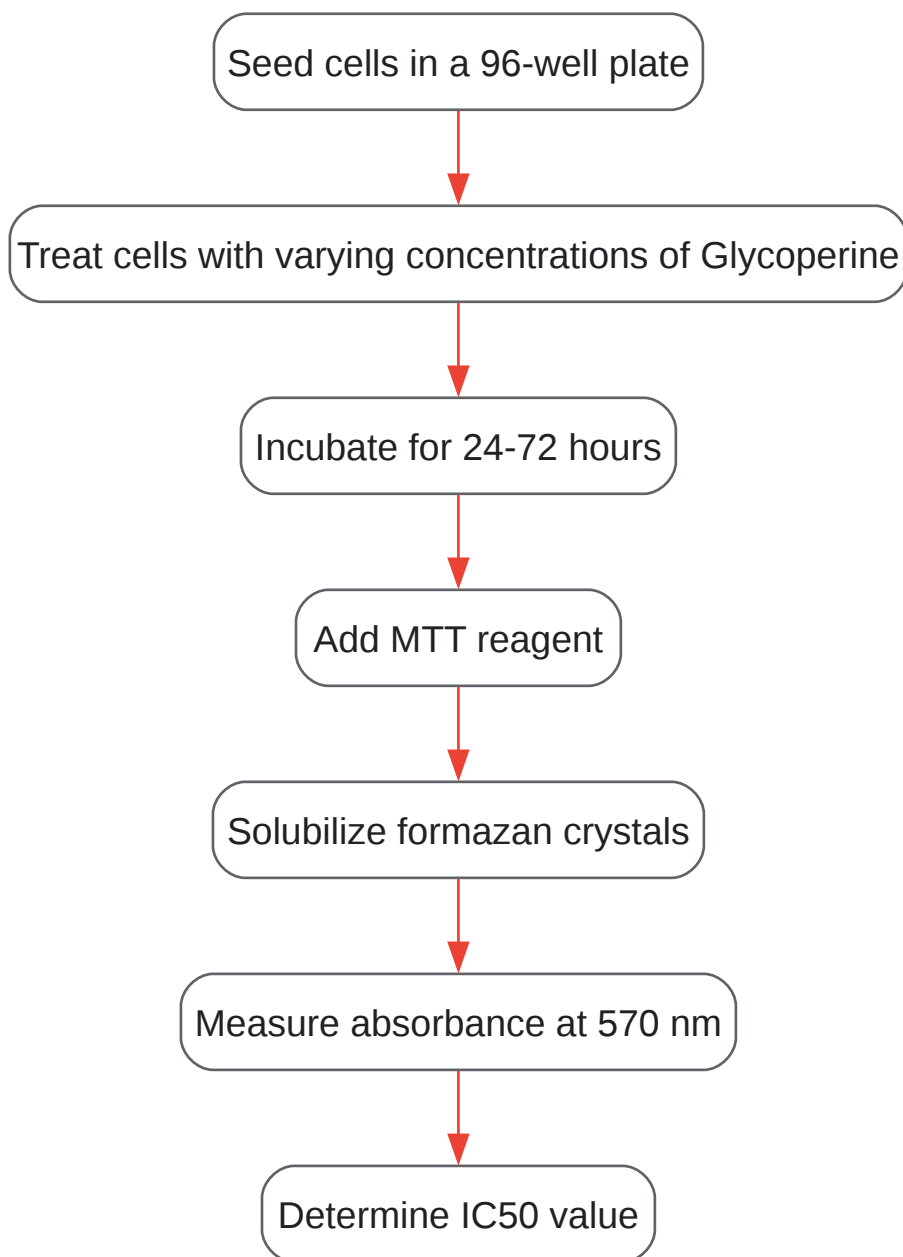 Seed cells in a 96-well plate
Treat cells with varying concentrations of Glycoperine
Incubate for 24-72 hours
Add MTT reagent
Solubilize formazan crystals
Measure absorbance at 570 nm
Determine IC50 value